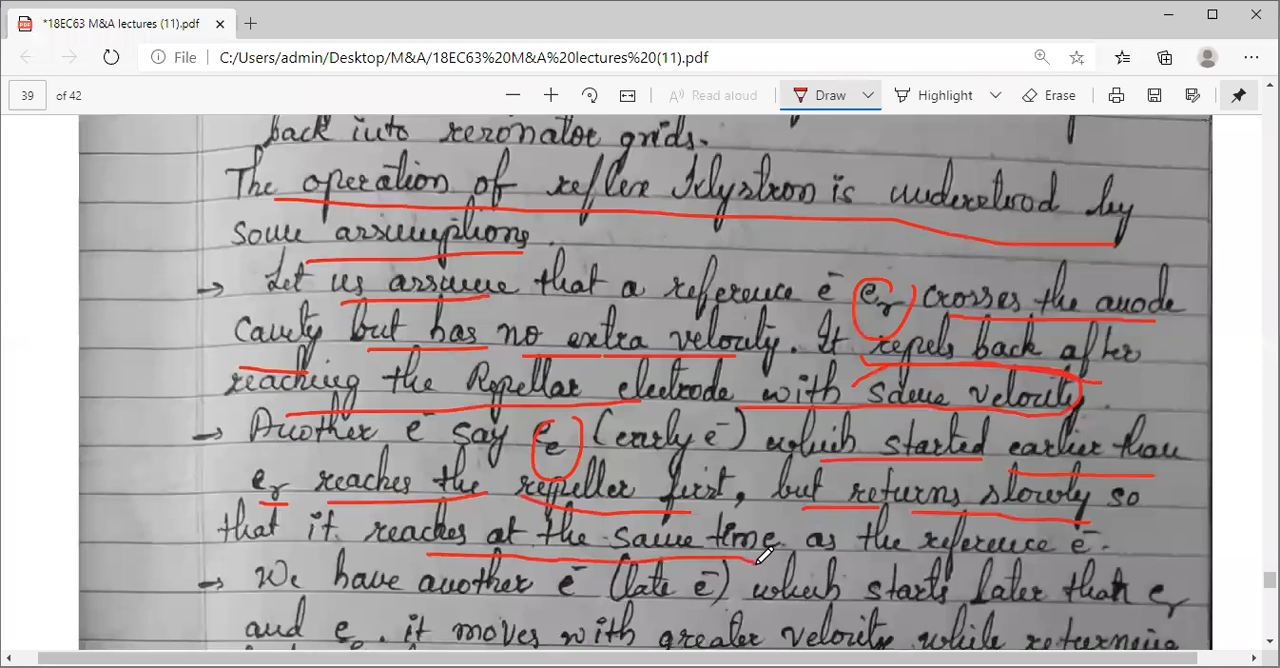 *18EC63 M&A lectures (11).pdf
File C:/Users/admin/Desktop/M&A/18EC63%20M&A%20lectures%20(11).pdf
39 of 42 Read aloud Draw Highlight Erase
back into resonator grids.
The operation of reflex Klystron is understood by
some assumptions.
→ Let us assume that a reference e⁻ er crosses the anode
cavity but has no extra velocity. It repels back after
reaching the Repellar electrode with same velocity.
→ Another e⁻ say ee (early e⁻) which started earlier than
er reaches the repeller first, but returns slowly so
that it reaches at the same time as the reference e⁻.
→ We have another e⁻ (late e⁻) which starts later than er
and ee. it moves with greater velocity while returning